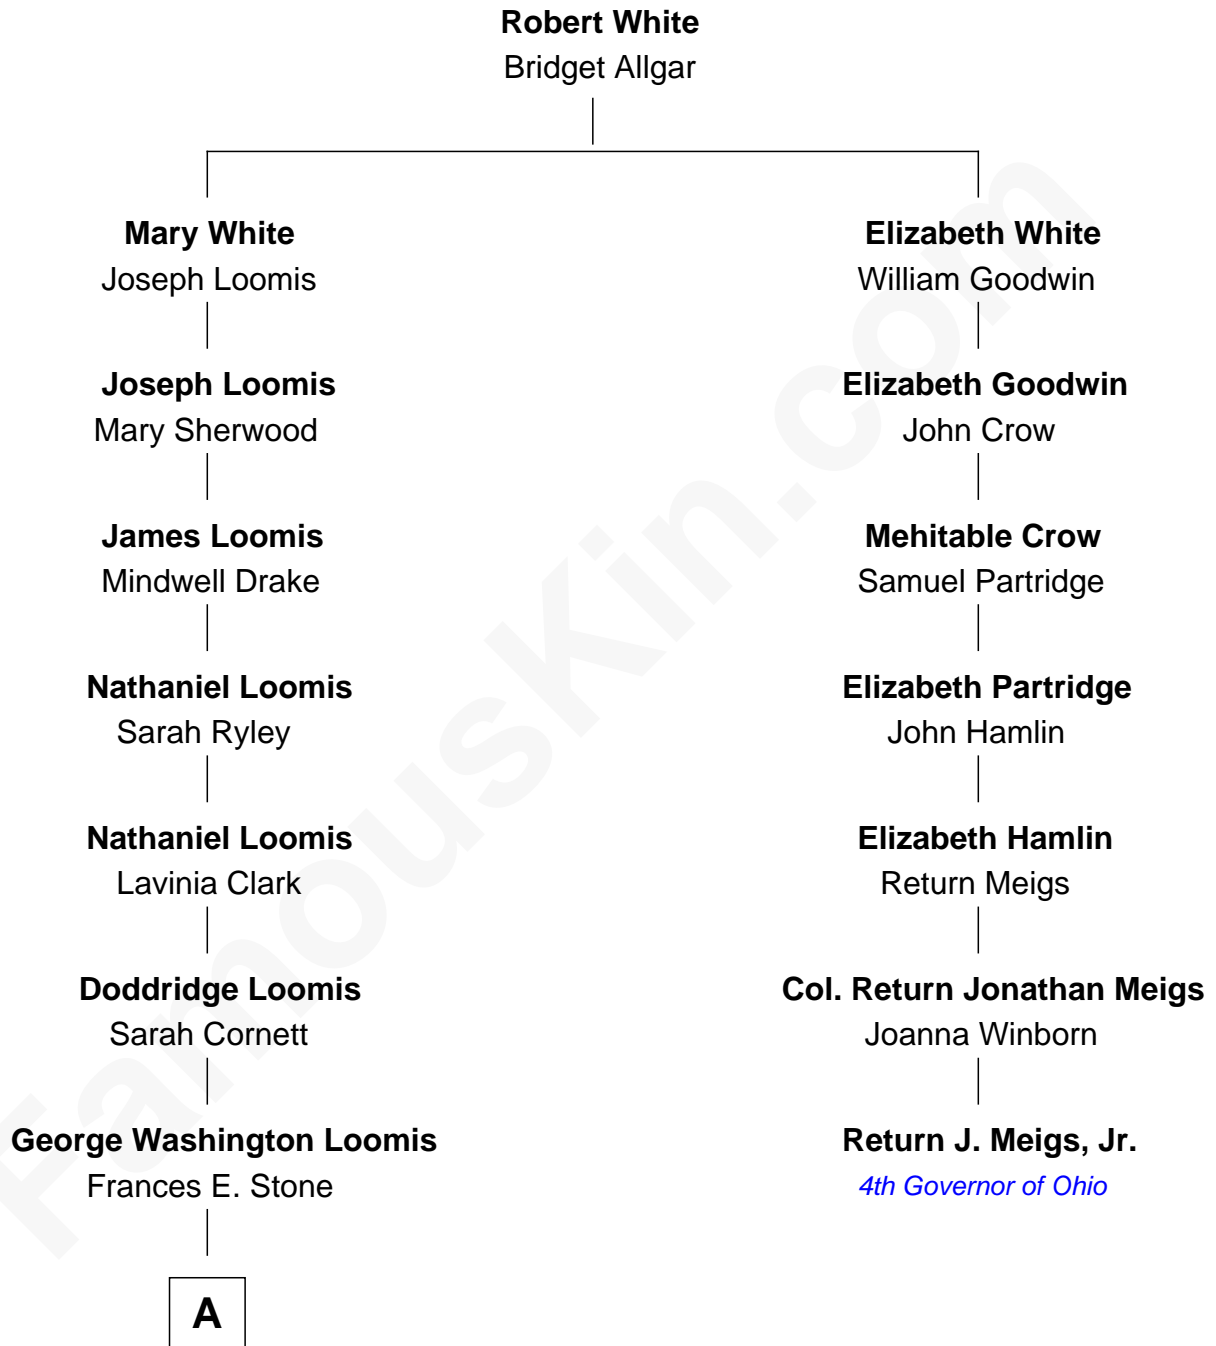 Robert White
Bridget Allgar
Mary White
Joseph Loomis
Elizabeth White
William Goodwin
Joseph Loomis
Mary Sherwood
Elizabeth Goodwin
John Crow
James Loomis
Mindwell Drake
Mehitable Crow
Samuel Partridge
Nathaniel Loomis
Sarah Ryley
Elizabeth Partridge
John Hamlin
Nathaniel Loomis
Lavinia Clark
Elizabeth Hamlin
Return Meigs
Doddridge Loomis
Sarah Cornett
Col. Return Jonathan Meigs
Joanna Winborn
George Washington Loomis
Frances E. Stone
Return J. Meigs, Jr.
4th Governor of Ohio
A
FamousKin.com